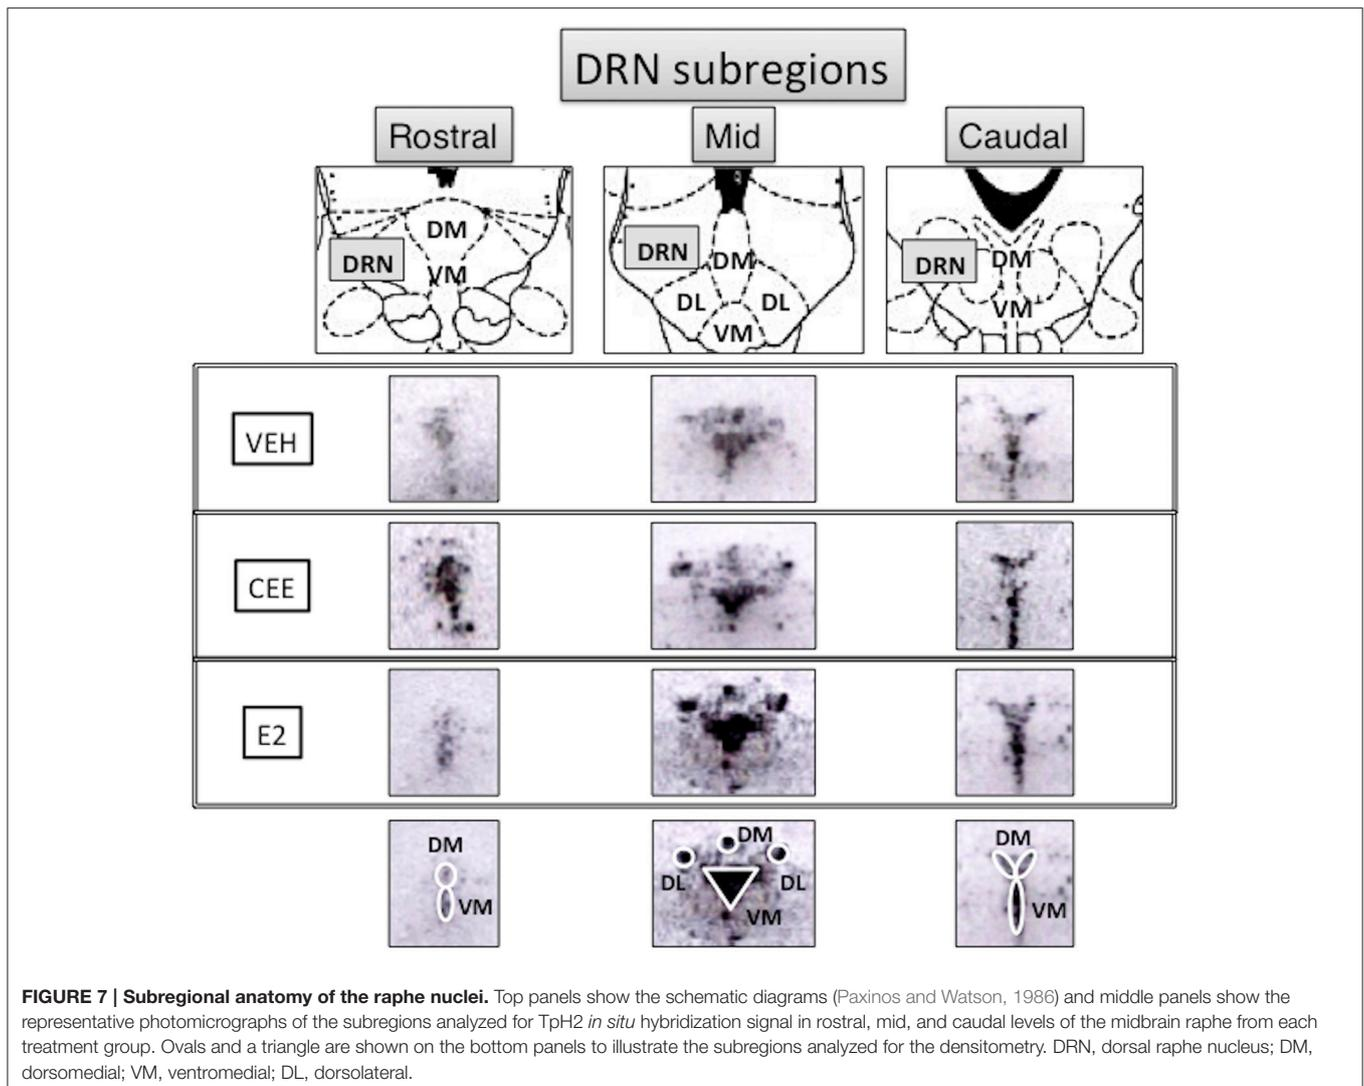 DRN subregions
Rostral
Mid
Caudal
DM
DRN
VM
DRN
DM
DL
DL
VM
DM
DRN
VM
VEH
CEE
E2
DM
VM
DM
DL
DL
VM
DM
VM
FIGURE 7 | Subregional anatomy of the raphe nuclei. Top panels show the schematic diagrams (Paxinos and Watson, 1986) and middle panels show the
representative photomicrographs of the subregions analyzed for TpH2 in situ hybridization signal in rostral, mid, and caudal levels of the midbrain raphe from each
treatment group. Ovals and a triangle are shown on the bottom panels to illustrate the subregions analyzed for the densitometry. DRN, dorsal raphe nucleus; DM,
dorsomedial; VM, ventromedial; DL, dorsolateral.